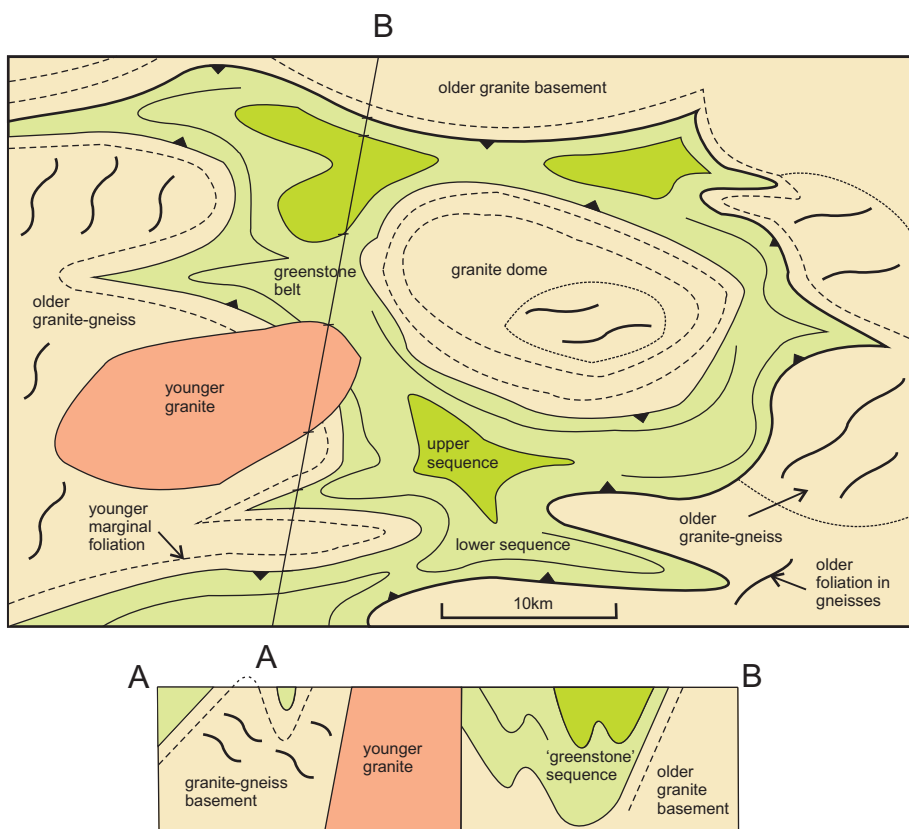 B
older granite basement
granite dome
greenstone
belt
older
granite-gneiss
younger
granite
upper
sequence
younger
marginal
foliation
lower sequence
older
granite-gneiss
older
foliation in
gneisses
10km
A
A
B
granite-gneiss
basement
younger
granite
'greenstone'
sequence
older
granite
basement